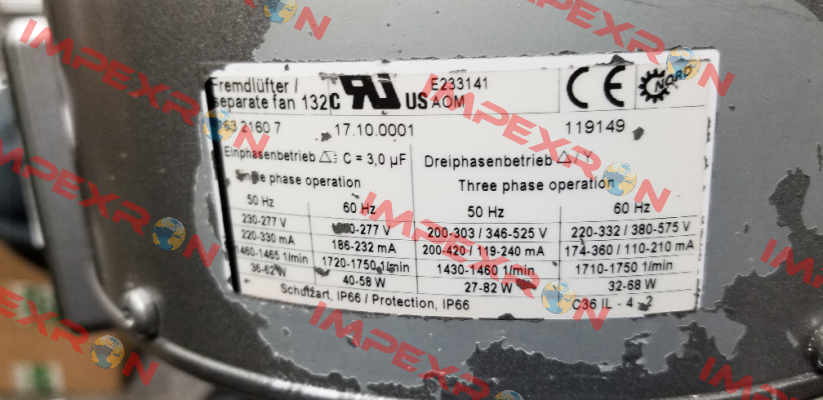 Fremdlüfter / E233141
separate fan 132 C US AOM CE NORD
63 2160 7 17.10.0001 119149
Einphasenbetrieb C = 3,0 µF Dreiphasenbetrieb △/Y
Single phase operation Three phase operation
50 Hz 60 Hz 50 Hz 60 Hz
230-277 V -277 V 200-303 / 346-525 V 220-332 / 380-575 V
220-330 mA 186-232 mA 200-420 / 119-240 mA 174-360 / 110-210 mA
1460-1465 1/min 1720-1750 1/min 1430-1460 1/min 1710-1750 1/min
36-62 W 40-58 W 27-82 W 32-68 W
Schutzart, IP66 / Protection, IP66 C36 IL - 4 - 2
IMPEXRON